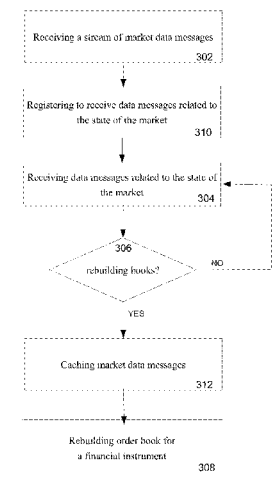 Receiving a stream of market data messages
302
Registering to receive data messages related to
the state of the market
310
Receiving data messages related to the state of
the market
304
306
rebuilding books?
NO
YES
Caching market data messages
312
Rebuilding order book for
a financial instrument
308